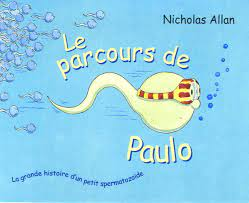 Nicholas Allan
Le
parcours de
Paulo
La grande histoire d'un petit spermatozoïde